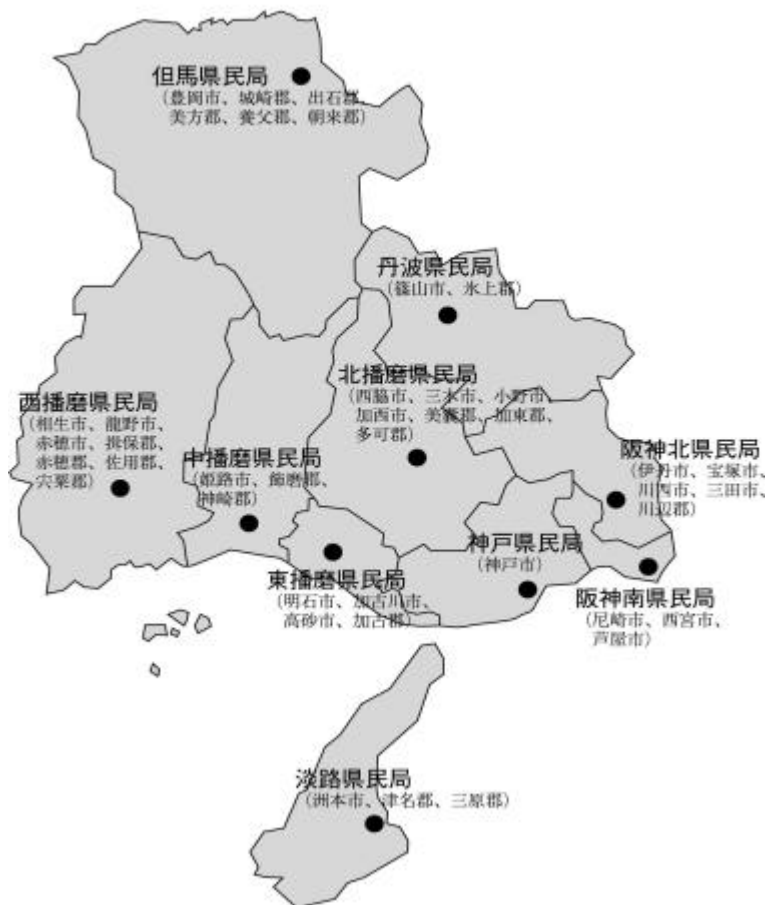 但馬県民局
（豊岡市、城崎郡、出石郡、
美方郡、養父郡、朝来郡）
丹波県民局
（篠山市、氷上郡）
北播磨県民局
（西脇市、三木市、小野市、
加西市、美嚢郡、加東郡、
多可郡）
西播磨県民局
（相生市、龍野市、
赤穂市、揖保郡、
赤穂郡、佐用郡、
宍粟郡）
中播磨県民局
（姫路市、飾磨郡、
神崎郡）
阪神北県民局
（伊丹市、宝塚市、
川西市、三田市、
川辺郡）
神戸県民局
（神戸市）
東播磨県民局
（明石市、加古川市、
高砂市、加古郡）
阪神南県民局
（尼崎市、西宮市、
芦屋市）
淡路県民局
（洲本市、津名郡、三原郡）